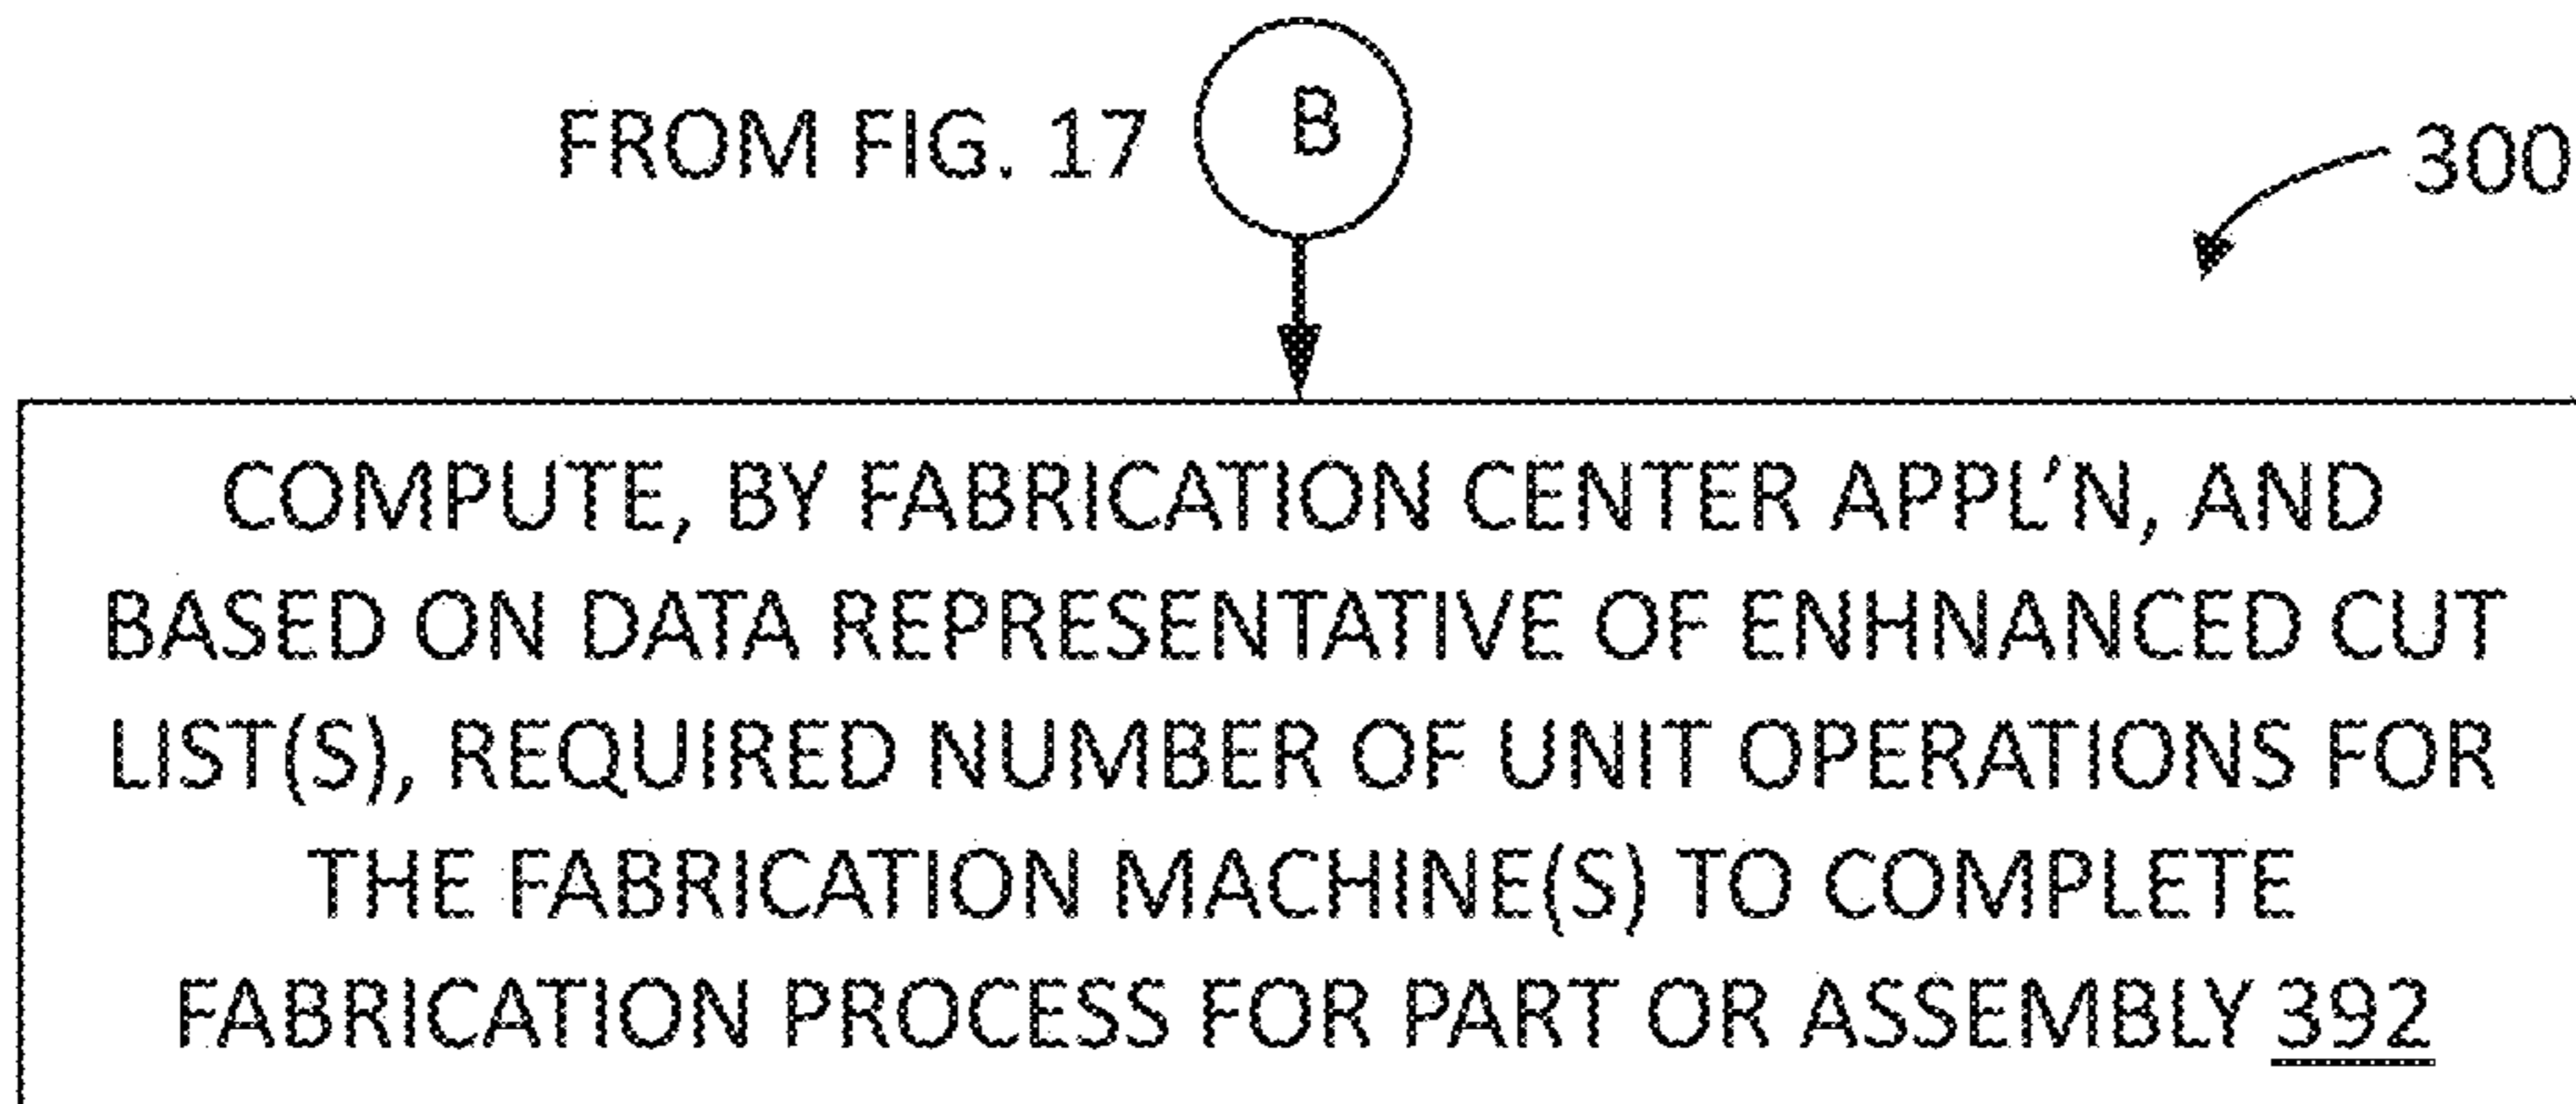 FROM FIG. 17 B
300
COMPUTE, BY FABRICATION CENTER APPL’N, AND
BASED ON DATA REPRESENTATIVE OF ENHNANCED CUT
LIST(S), REQUIRED NUMBER OF UNIT OPERATIONS FOR
THE FABRICATION MACHINE(S) TO COMPLETE
FABRICATION PROCESS FOR PART OR ASSEMBLY 392